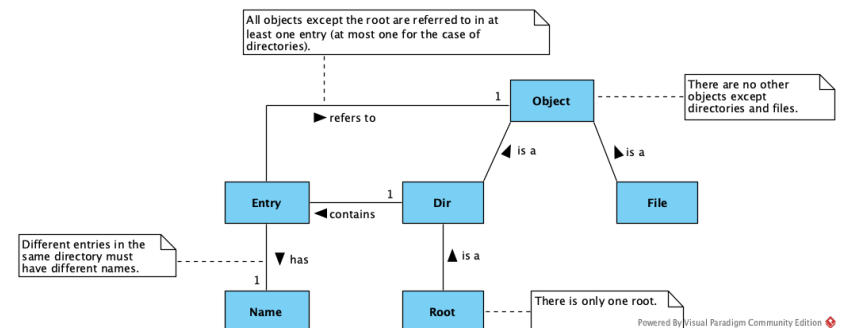 All objects except the root are referred to in at
least one entry (at most one for the case of
directories).
1
Object
There are no other
objects except
directories and files.
refers to
is a
is a
Entry
1
Dir
File
contains
Different entries in the
same directory must
have different names.
has
is a
1
Name
Root
There is only one root.
Powered By Visual Paradigm Community Edition